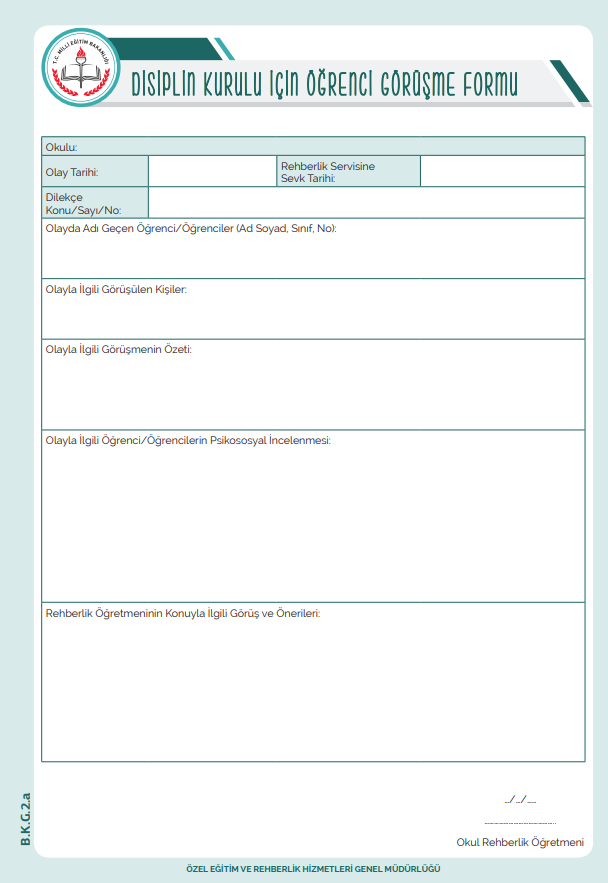 T.C. MİLLÎ EĞİTİM BAKANLIĞI
DİSİPLİN KURULU İÇİN ÖĞRENCİ GÖRÜŞME FORMU
Okulu:
Olay Tarihi:
Rehberlik Servisine
Sevk Tarihi:
Dilekçe
Konu/Sayı/No:
Olayda Adı Geçen Öğrenci/Öğrenciler (Ad Soyad, Sınıf, No):
Olayla İlgili Görüşülen Kişiler:
Olayla İlgili Görüşmenin Özeti:
Olayla İlgili Öğrenci/Öğrencilerin Psikososyal İncelenmesi:
Rehberlik Öğretmeninin Konuyla İlgili Görüş ve Önerileri:
../../....
..............................
Okul Rehberlik Öğretmeni
B.K.G.2.a
ÖZEL EĞİTİM VE REHBERLİK HİZMETLERİ GENEL MÜDÜRLÜĞÜ